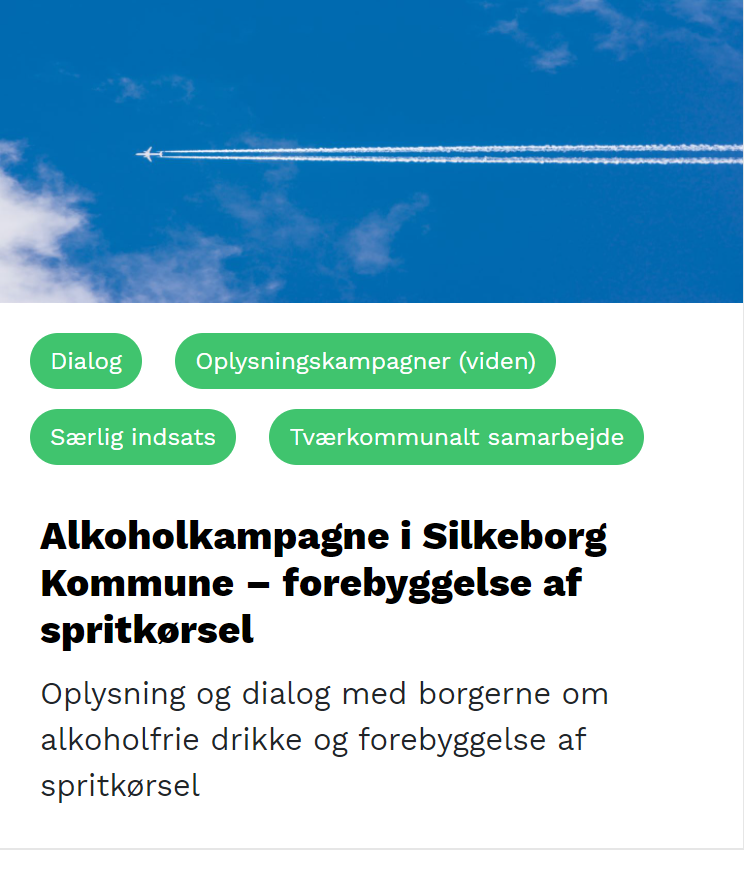 Dialog
Oplysningskampagner (viden)
Særlig indsats
Tværkommunalt samarbejde
Alkoholkampagne i Silkeborg
Kommune – forebyggelse af
spritkørsel
Oplysning og dialog med borgerne om
alkoholfrie drikke og forebyggelse af
spritkørsel